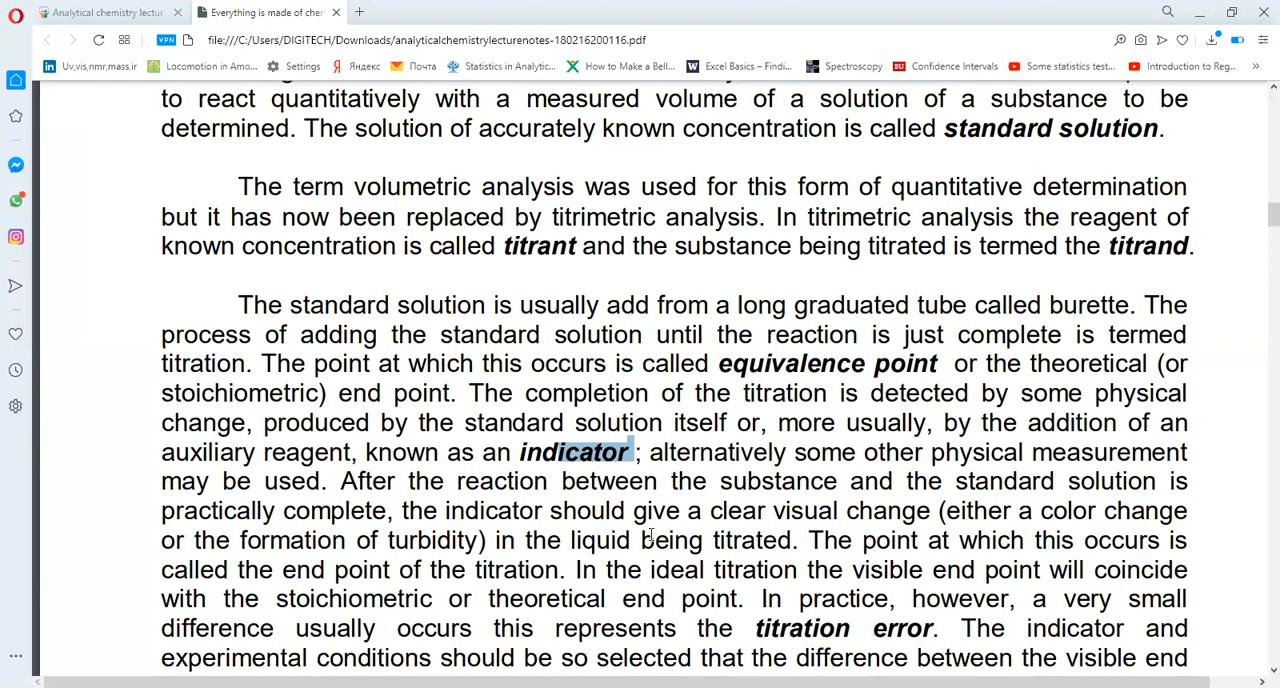 Analytical chemistry lectur
Everything is made of cher
VPN
file:///C:/Users/DIGITECH/Downloads/analyticalchemistrylecturenotes-180216200116.pdf
Uv,vis,nmr,mass,ir
Locomotion in Amo...
Settings
Яндекс
Почта
Statistics in Analytic...
How to Make a Bell...
Excel Basics – Findi...
Spectroscopy
Confidence Intervals
Some statistics test...
Introduction to Reg...
to react quantitatively with a measured volume of a solution of a substance to be
determined. The solution of accurately known concentration is called standard solution.
The term volumetric analysis was used for this form of quantitative determination
but it has now been replaced by titrimetric analysis. In titrimetric analysis the reagent of
known concentration is called titrant and the substance being titrated is termed the titrand.
The standard solution is usually add from a long graduated tube called burette. The
process of adding the standard solution until the reaction is just complete is termed
titration. The point at which this occurs is called equivalence point or the theoretical (or
stoichiometric) end point. The completion of the titration is detected by some physical
change, produced by the standard solution itself or, more usually, by the addition of an
auxiliary reagent, known as an indicator ; alternatively some other physical measurement
may be used. After the reaction between the substance and the standard solution is
practically complete, the indicator should give a clear visual change (either a color change
or the formation of turbidity) in the liquid being titrated. The point at which this occurs is
called the end point of the titration. In the ideal titration the visible end point will coincide
with the stoichiometric or theoretical end point. In practice, however, a very small
difference usually occurs this represents the titration error. The indicator and
experimental conditions should be so selected that the difference between the visible end